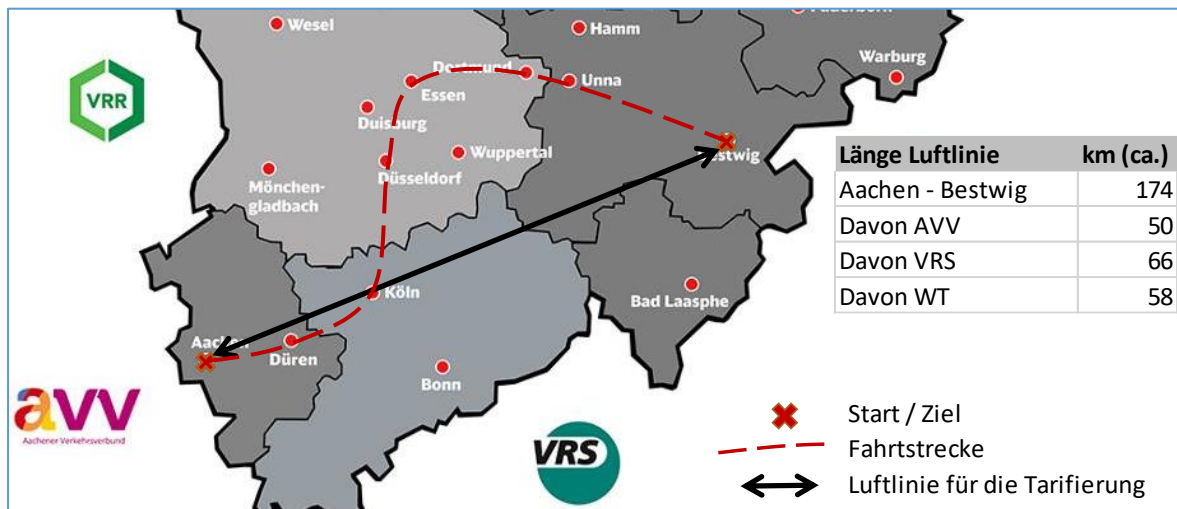 Wesel
Hamm
Warburg
VRR
Dortmund
Unna
Essen
Duisburg
Wuppertal
Düsseldorf
Mönchen-
gladbach
Bestwig
Köln
Bad Laasphe
Aachen
Düren
Bonn
Länge Luftlinie km (ca.)
Aachen - Bestwig 174
Davon AVV 50
Davon VRS 66
Davon WT 58
avv
Aachener Verkehrsverbund
VRS
Start / Ziel
Fahrtstrecke
Luftlinie für die Tarifierung